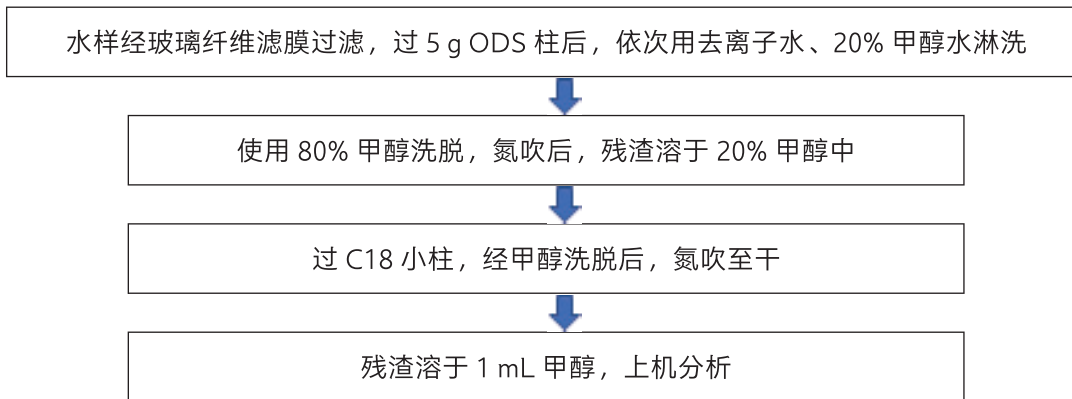 水样经玻璃纤维滤膜过滤，过 5 g ODS 柱后，依次用去离子水、20% 甲醇水淋洗
使用 80% 甲醇洗脱，氮吹后，残渣溶于 20% 甲醇中
过 C18 小柱，经甲醇洗脱后，氮吹至干
残渣溶于 1 mL 甲醇，上机分析